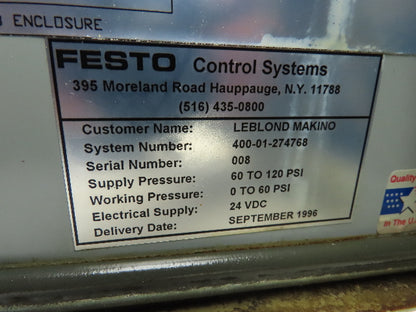 ENCLOSURE
FESTO Control Systems
395 Moreland Road Hauppauge, N.Y. 11788
(516) 435-0800
Customer Name: LEBLOND MAKINO
System Number: 400-01-274768
Serial Number: 008
Supply Pressure: 60 TO 120 PSI
Working Pressure: 0 TO 60 PSI
Electrical Supply: 24 VDC
Delivery Date: SEPTEMBER 1996
Quality
In The U.